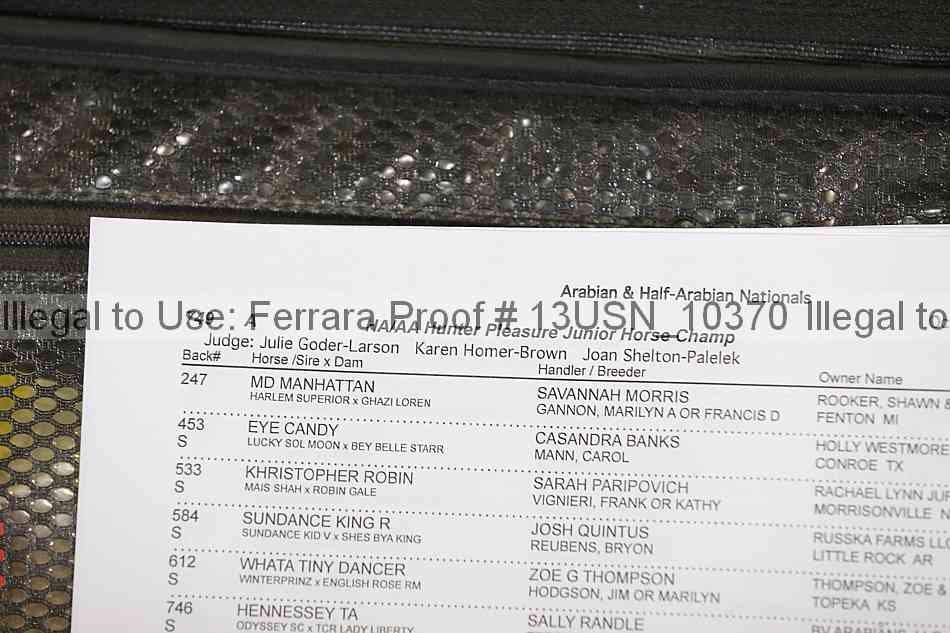 Arabian & Half-Arabian Nationals
Illegal to Use: Ferrara Proof # 13USN_10370 Illegal to
749 A HA/AA Hunter Pleasure Junior Horse Champ
Judge: Julie Goder-Larson Karen Homer-Brown Joan Shelton-Palelek
Back# Horse /Sire x Dam Handler / Breeder Owner Name
247 MD MANHATTAN SAVANNAH MORRIS ROOKER, SHAWN &
HARLEM SUPERIOR x GHAZI LOREN GANNON, MARILYN A OR FRANCIS D FENTON MI
453 EYE CANDY CASANDRA BANKS HOLLY WESTMORE
S LUCKY SOL MOON x BEY BELLE STARR MANN, CAROL CONROE TX
533 KHRISTOPHER ROBIN SARAH PARIPOVICH RACHAEL LYNN
S MAIS SHAH x ROBIN GALE VIGNIERI, FRANK OR KATHY MORRISONVILLE
584 SUNDANCE KING R JOSH QUINTUS RUSSKA FARMS LLC
S SUNDANCE KID V x SHES BYA KING REUBENS, BRYON LITTLE ROCK AR
612 WHATA TINY DANCER ZOE G THOMPSON THOMPSON, ZOE &
S WINTERPRINZ x ENGLISH ROSE RM HODGSON, JIM OR MARILYN TOPEKA KS
746 HENNESSEY TA SALLY RANDLE
S ODYSSEY SC x TCR LADY LIBERTY